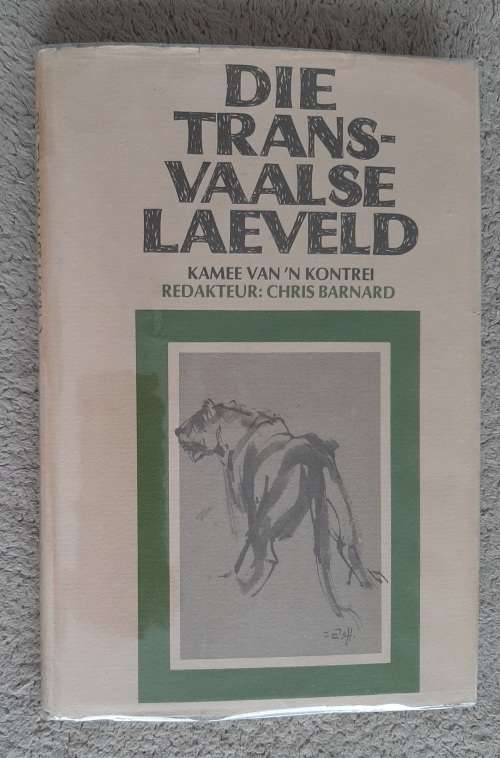 DIE
TRANS-
VAALSE
LAEVELD
KAMEE VAN 'N KONTREI
REDAKTEUR: CHRIS BARNARD